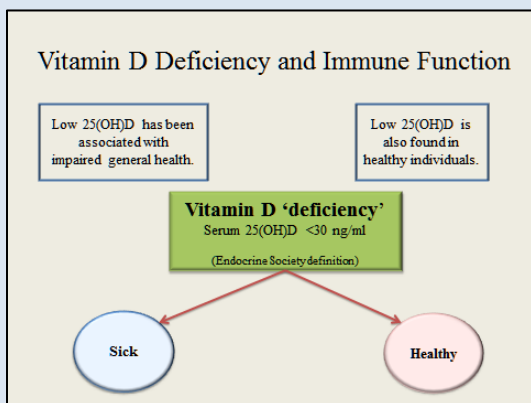 Vitamin D Deficiency and Immune Function
Low 25(OH)D has been
associated with
impaired general health.
Low 25(OH)D is
also found in
healthy individuals.
Vitamin D ‘deficiency’
Serum 25(OH)D <30 ng/ml
(Endocrine Society definition)
Sick
Healthy